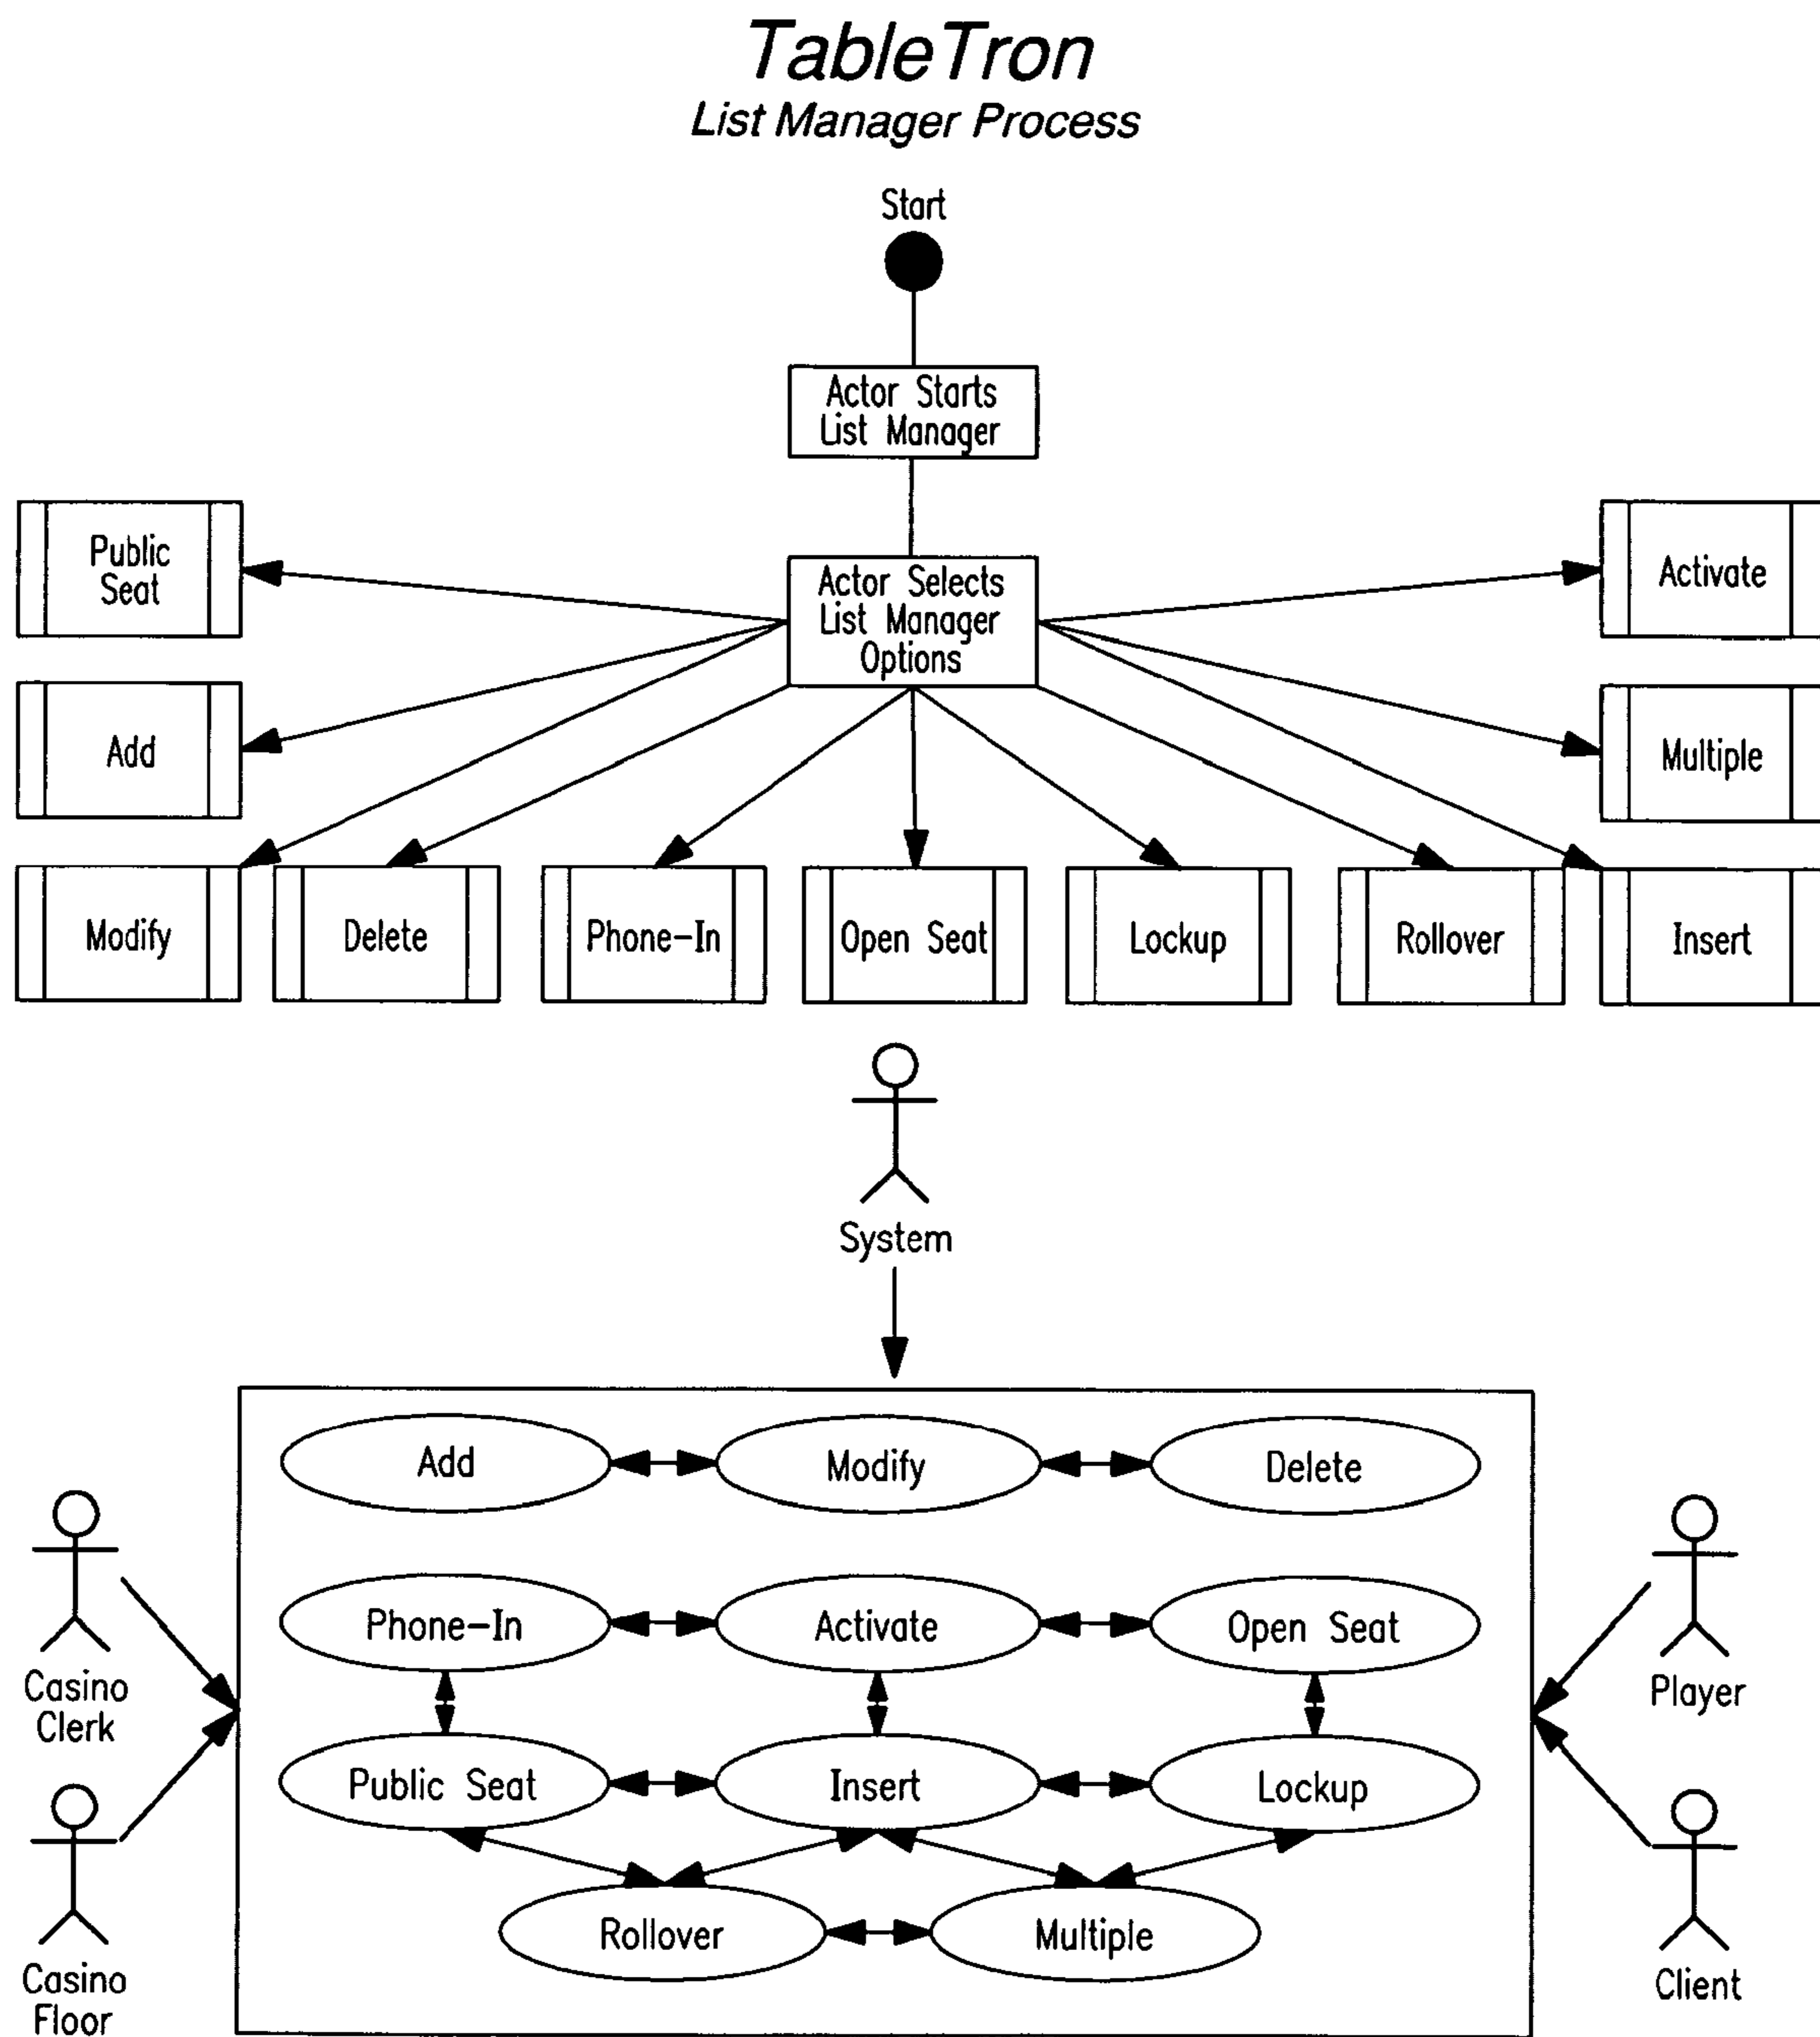 TableTron
List Manager Process
Start
Actor Starts
List Manager
Public
Seat
Actor Selects
List Manager
Options
Activate
Add
Multiple
Modify
Delete
Phone-In
Open Seat
Lockup
Rollover
Insert
System
Add
Modify
Delete
Phone-In
Activate
Open Seat
Casino
Clerk
Player
Public Seat
Insert
Lockup
Rollover
Multiple
Casino
Floor
Client